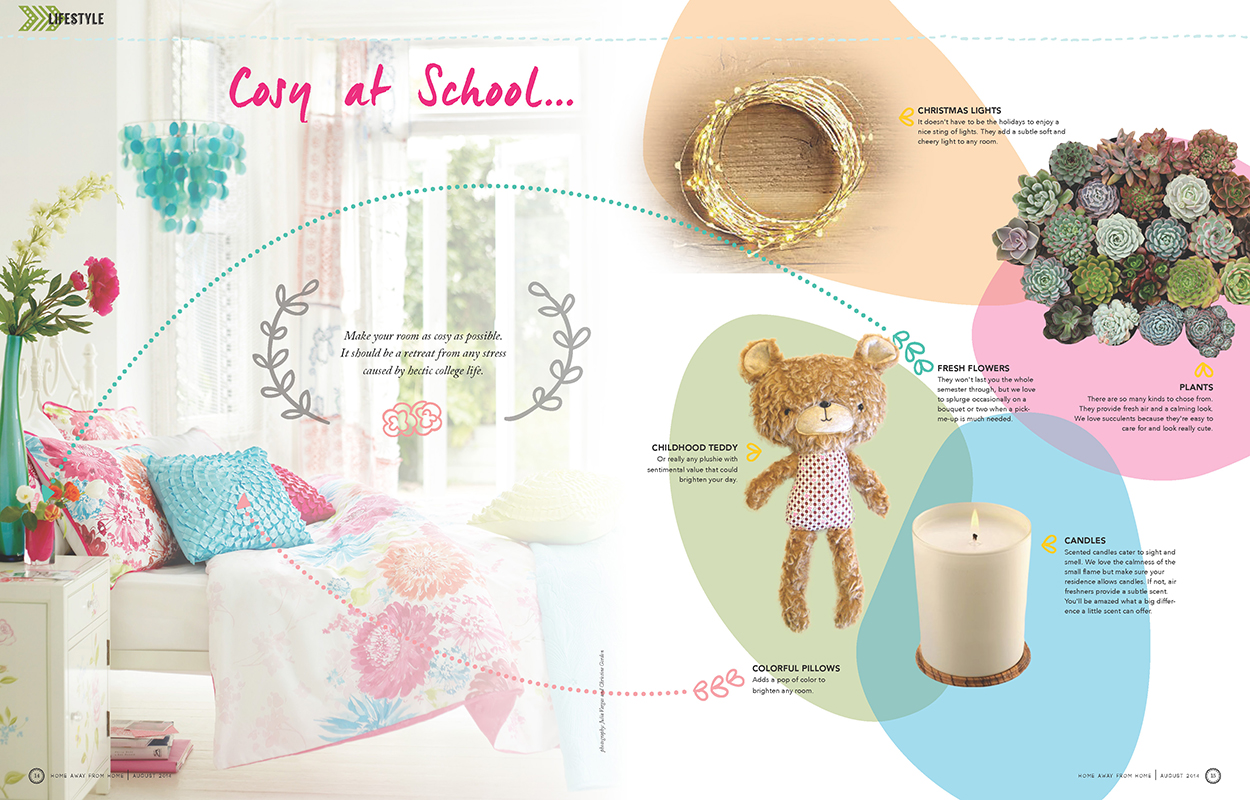 LIFESTYLE
Cosy at School...
Make your room as cosy as possible.
It should be a retreat from any stress
caused by hectic college life.
CHRISTMAS LIGHTS
It doesn't have to be the holidays to enjoy a
nice sting of lights. They add a subtle soft and
cheery light to any room.
FRESH FLOWERS
They won't last you the whole
semester through, but we love
to splurge occasionally on a
bouquet or two when a pick-
me-up is much needed.
PLANTS
There are so many kinds to chose from.
They provide fresh air and a calming look.
We love succulents because they're easy to
care for and look really cute.
CHILDHOOD TEDDY
Or really any plushie with
sentimental value that could
brighten your day.
CANDLES
Scented candles cater to sight and
smell. We love the calmness of the
small flame but make sure your
residence allows candles. If not, air
freshners provide a subtle scent.
You'll be amazed what a big differ-
ence a little scent can offer.
COLORFUL PILLOWS
Adds a pop of color to
brighten any room.
photography: Julie Vargas and Christine Gordon
14 HOME AWAY FROM HOME | AUGUST 2014
HOME AWAY FROM HOME | AUGUST 2014 15